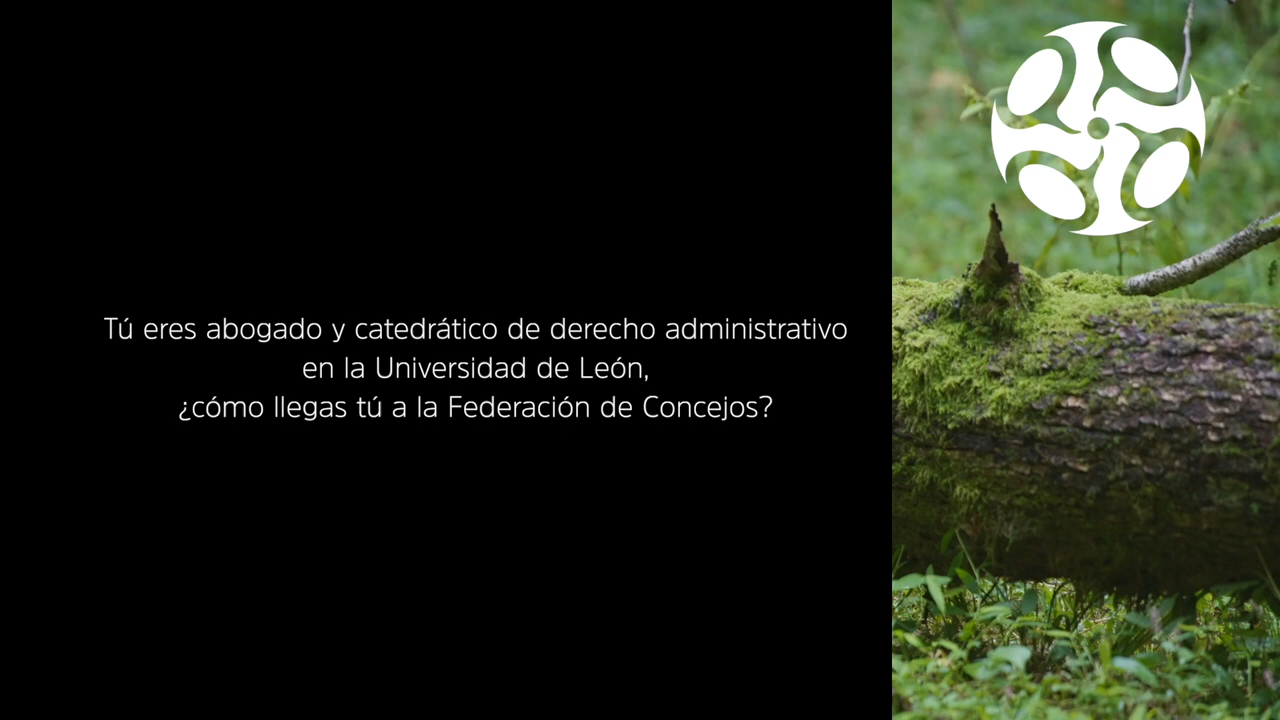 Tú eres abogado y catedrático de derecho administrativo
en la Universidad de León,
¿cómo llegas tú a la Federación de Concejos?